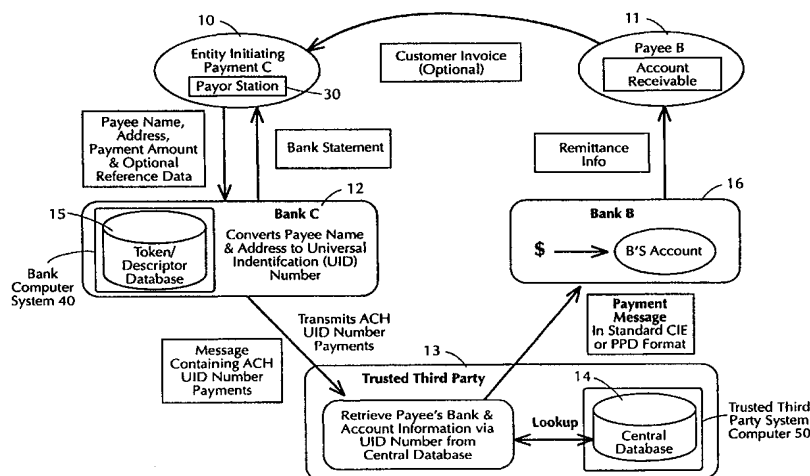 10
Entity Initiating
Payment C
Payor Station
30
Customer Invoice
(Optional)
11
Payee B
Account
Receivable
Payee Name,
Address,
Payment Amount
& Optional
Reference Data
Bank Statement
Remittance
Info
12
15
Bank C
Converts Payee Name
& Address to Universal
Indentifcation (UID)
Number
Token/
Descriptor
Database
Bank
Computer
System 40
16
Bank B
$
B'S Account
Transmits ACH
UID Number
Payments
Message
Containing ACH
UID Number
Payments
Payment
Message
In Standard CIE
or PPD Format
13
Trusted Third Party
Retrieve Payee's Bank &
Account Information via
UID Number from
Central Database
Lookup
14
Central
Database
Trusted Third
Party System
Computer 50